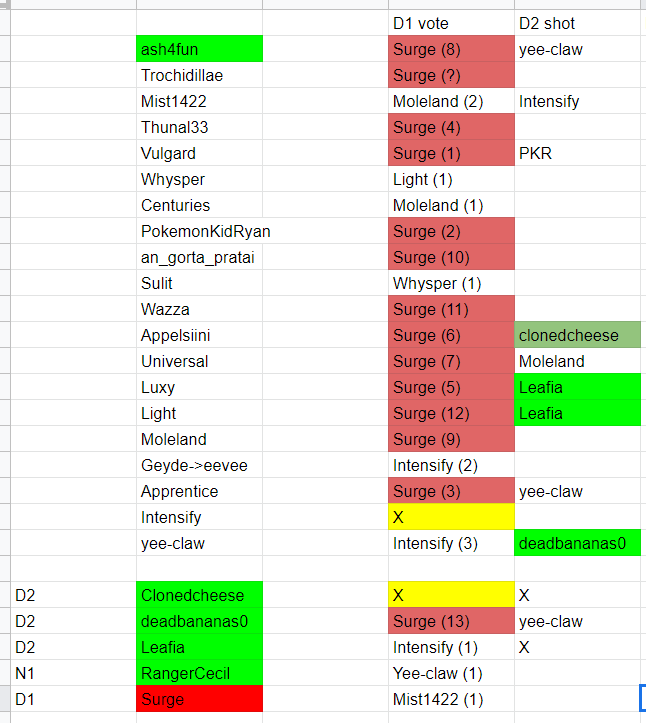 D1 vote D2 shot
ash4fun Surge (8) yee-claw
Trochidillae Surge (?)
Mist1422 Moleland (2) Intensify
Thunal33 Surge (4)
Vulgard Surge (1) PKR
Whysper Light (1)
Centuries Moleland (1)
PokemonKidRyan Surge (2)
an_gorta_pratai Surge (10)
Sulit Whysper (1)
Wazza Surge (11)
Appelsiini Surge (6) clonedcheese
Universal Surge (7) Moleland
Luxy Surge (5) Leafia
Light Surge (12) Leafia
Moleland Surge (9)
Geyde->eevee Intensify (2)
Apprentice Surge (3) yee-claw
Intensify X
yee-claw Intensify (3) deadbananas0
D2 Clonedcheese X X
D2 deadbananas0 Surge (13) yee-claw
D2 Leafia Intensify (1) X
N1 RangerCecil Yee-claw (1)
D1 Surge Mist1422 (1)